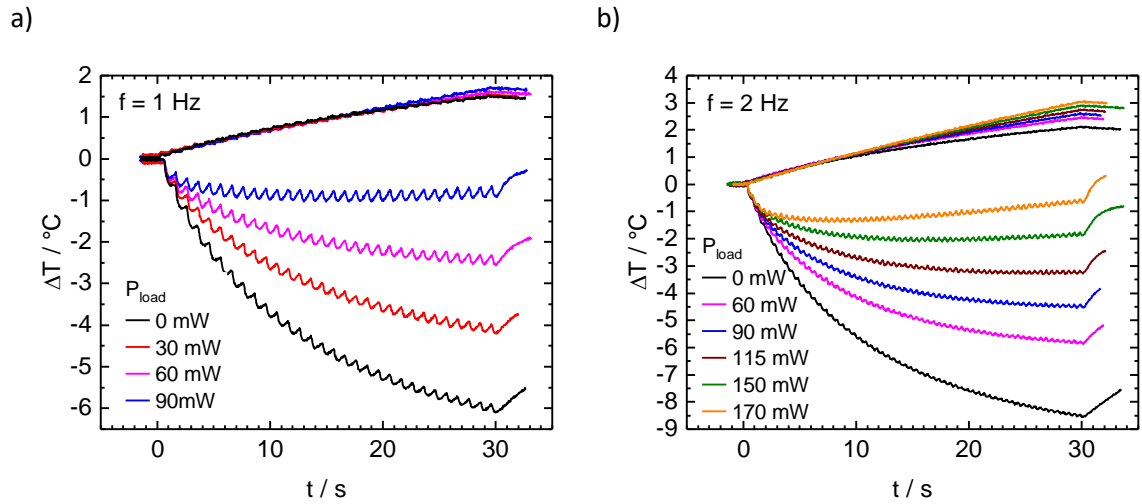 a)
f = 1 Hz
2
1
0
-1
-2
-3
-4
-5
-6
ΔT / °C
P_load
0 mW
30 mW
60 mW
90mW
0
10
20
30
t / s
b)
f = 2 Hz
4
3
2
1
0
-1
-2
-3
-4
-5
-6
-7
-8
-9
ΔT / °C
P_load
0 mW
60 mW
90 mW
115 mW
150 mW
170 mW
0
10
20
30
t / s